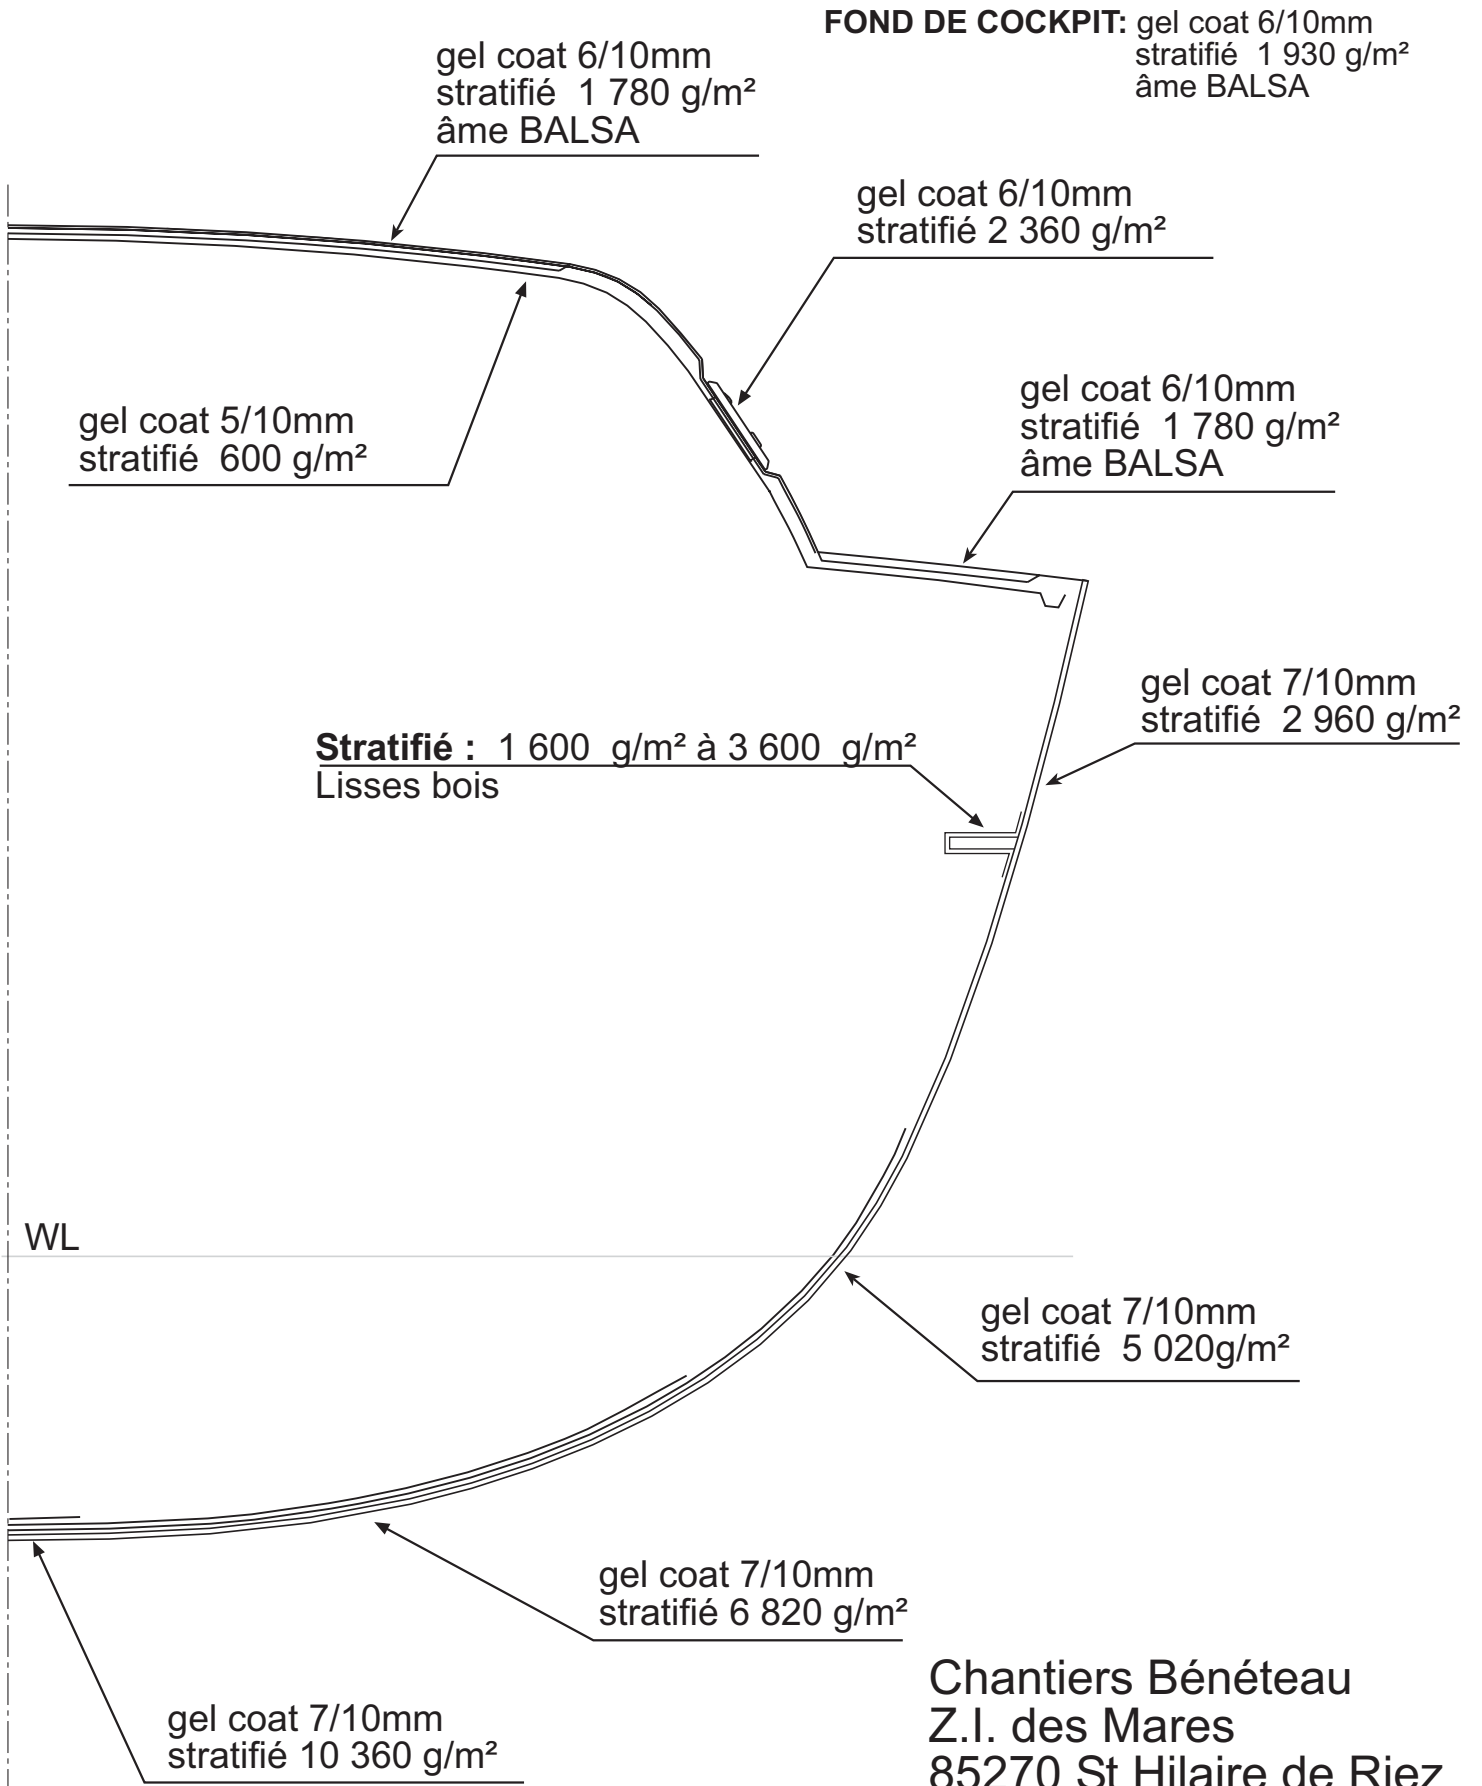 FOND DE COCKPIT: gel coat 6/10mm
stratifié 1 930 g/m²
âme BALSA
gel coat 6/10mm
stratifié 1 780 g/m²
âme BALSA
gel coat 6/10mm
stratifié 2 360 g/m²
gel coat 5/10mm
stratifié 600 g/m²
gel coat 6/10mm
stratifié 1 780 g/m²
âme BALSA
gel coat 7/10mm
stratifié 2 960 g/m²
Stratifié : 1 600 g/m² à 3 600 g/m²
Lisses bois
WL
gel coat 7/10mm
stratifié 5 020g/m²
gel coat 7/10mm
stratifié 6 820 g/m²
gel coat 7/10mm
stratifié 10 360 g/m²
Chantiers Bénéteau
Z.I. des Mares
85270 St Hilaire de Riez